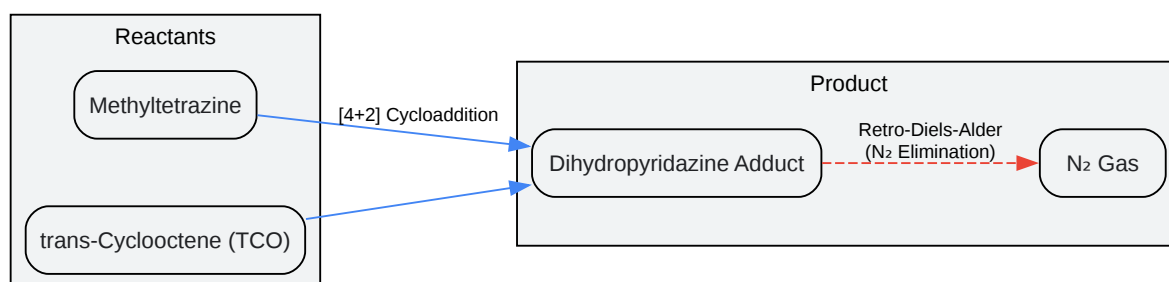 Reactants
Methyltetrazine
trans-Cyclooctene (TCO)
[4+2] Cycloaddition
Product
Dihydropyridazine Adduct
Retro-Diels-Alder
(N₂ Elimination)
N₂ Gas